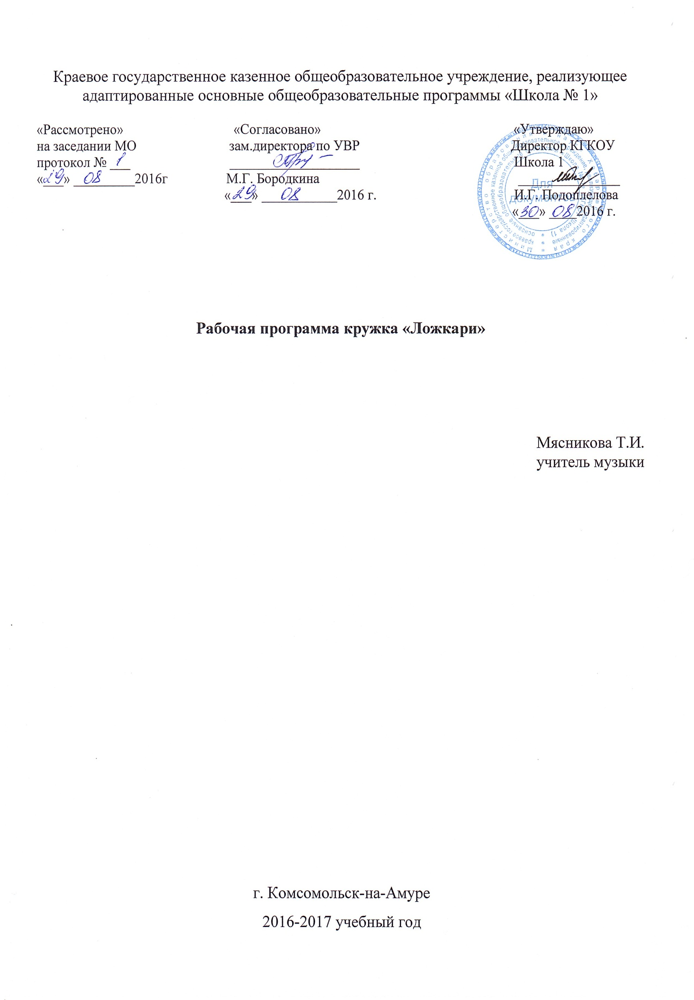 Краевое государственное казенное общеобразовательное учреждение, реализующее
адаптированные основные общеобразовательные программы «Школа № 1»
«Рассмотрено»
на заседании МО
протокол № 1
«29» 08 2016г
«Согласовано»
зам.директора по УВР
М.Г. Бородкина
«29» 08 2016 г.
«Утверждаю»
Директор КГКОУ
Школа 1
И.Г. Подоплелова
«30» 08 2016 г.
Для
документов
Рабочая программа кружка «Ложкари»
Мясникова Т.И.
учитель музыки
г. Комсомольск-на-Амуре
2016-2017 учебный год